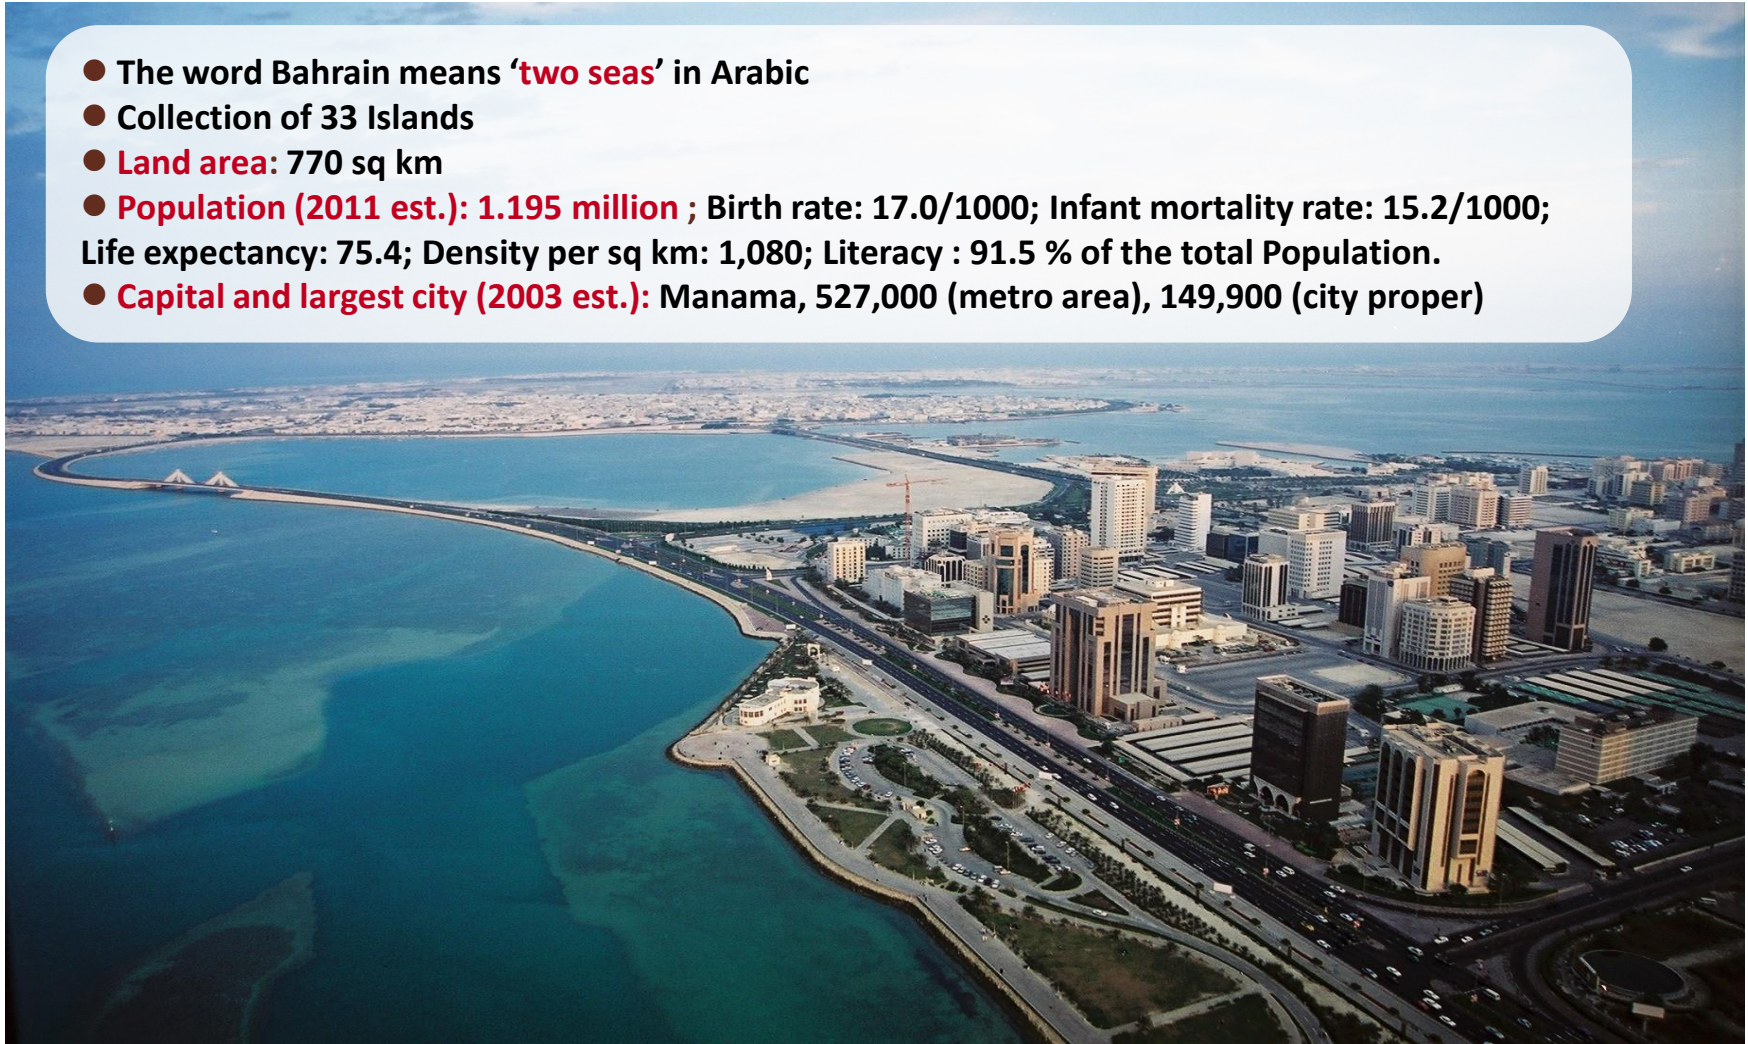 ● The word Bahrain means ‘two seas’ in Arabic
● Collection of 33 Islands
● Land area: 770 sq km
● Population (2011 est.): 1.195 million ; Birth rate: 17.0/1000; Infant mortality rate: 15.2/1000;
Life expectancy: 75.4; Density per sq km: 1,080; Literacy : 91.5 % of the total Population.
● Capital and largest city (2003 est.): Manama, 527,000 (metro area), 149,900 (city proper)